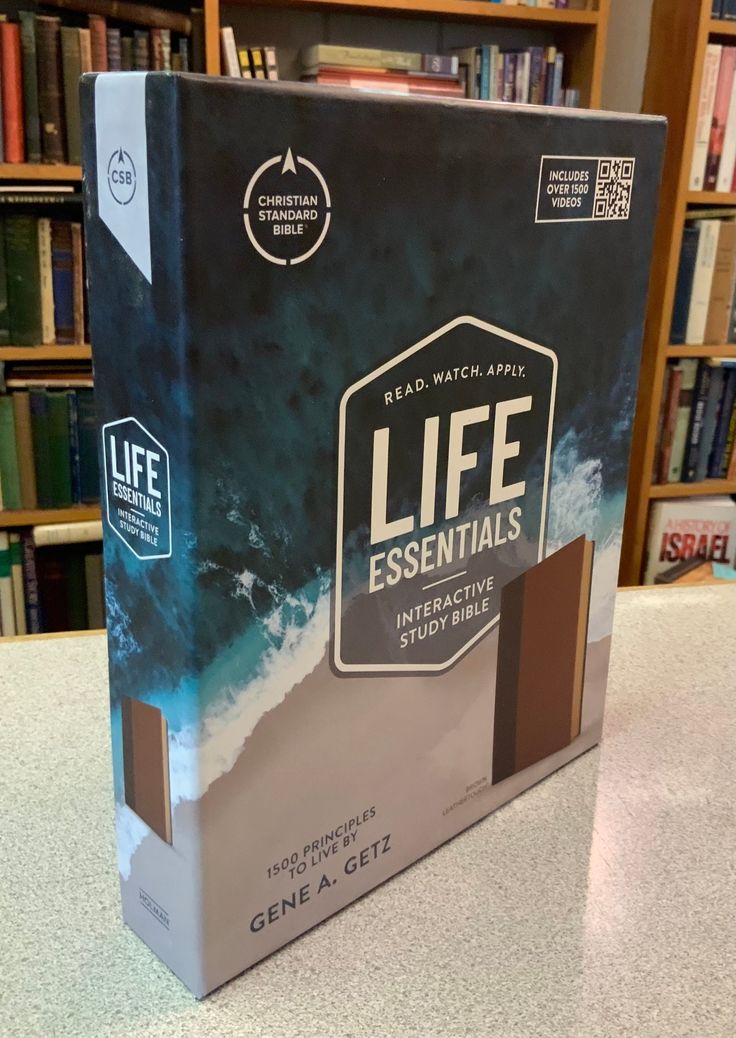 CSB
LIFE
ESSENTIALS
INTERACTIVE
STUDY BIBLE
HOLMAN
CHRISTIAN
STANDARD
BIBLE
INCLUDES
OVER 1500
VIDEOS
READ. WATCH. APPLY.
LIFE
ESSENTIALS
INTERACTIVE
STUDY BIBLE
BROWN
LEATHERTOUCH
1500 PRINCIPLES
TO LIVE BY
GENE A. GETZ
A HISTORY OF
ISRAEL